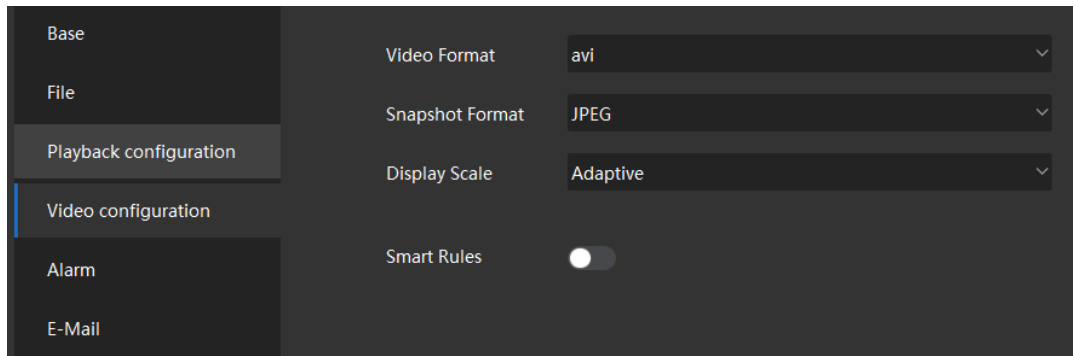 Base
File
Playback configuration
Video configuration
Alarm
E-Mail
Video Format avi
Snapshot Format JPEG
Display Scale Adaptive
Smart Rules